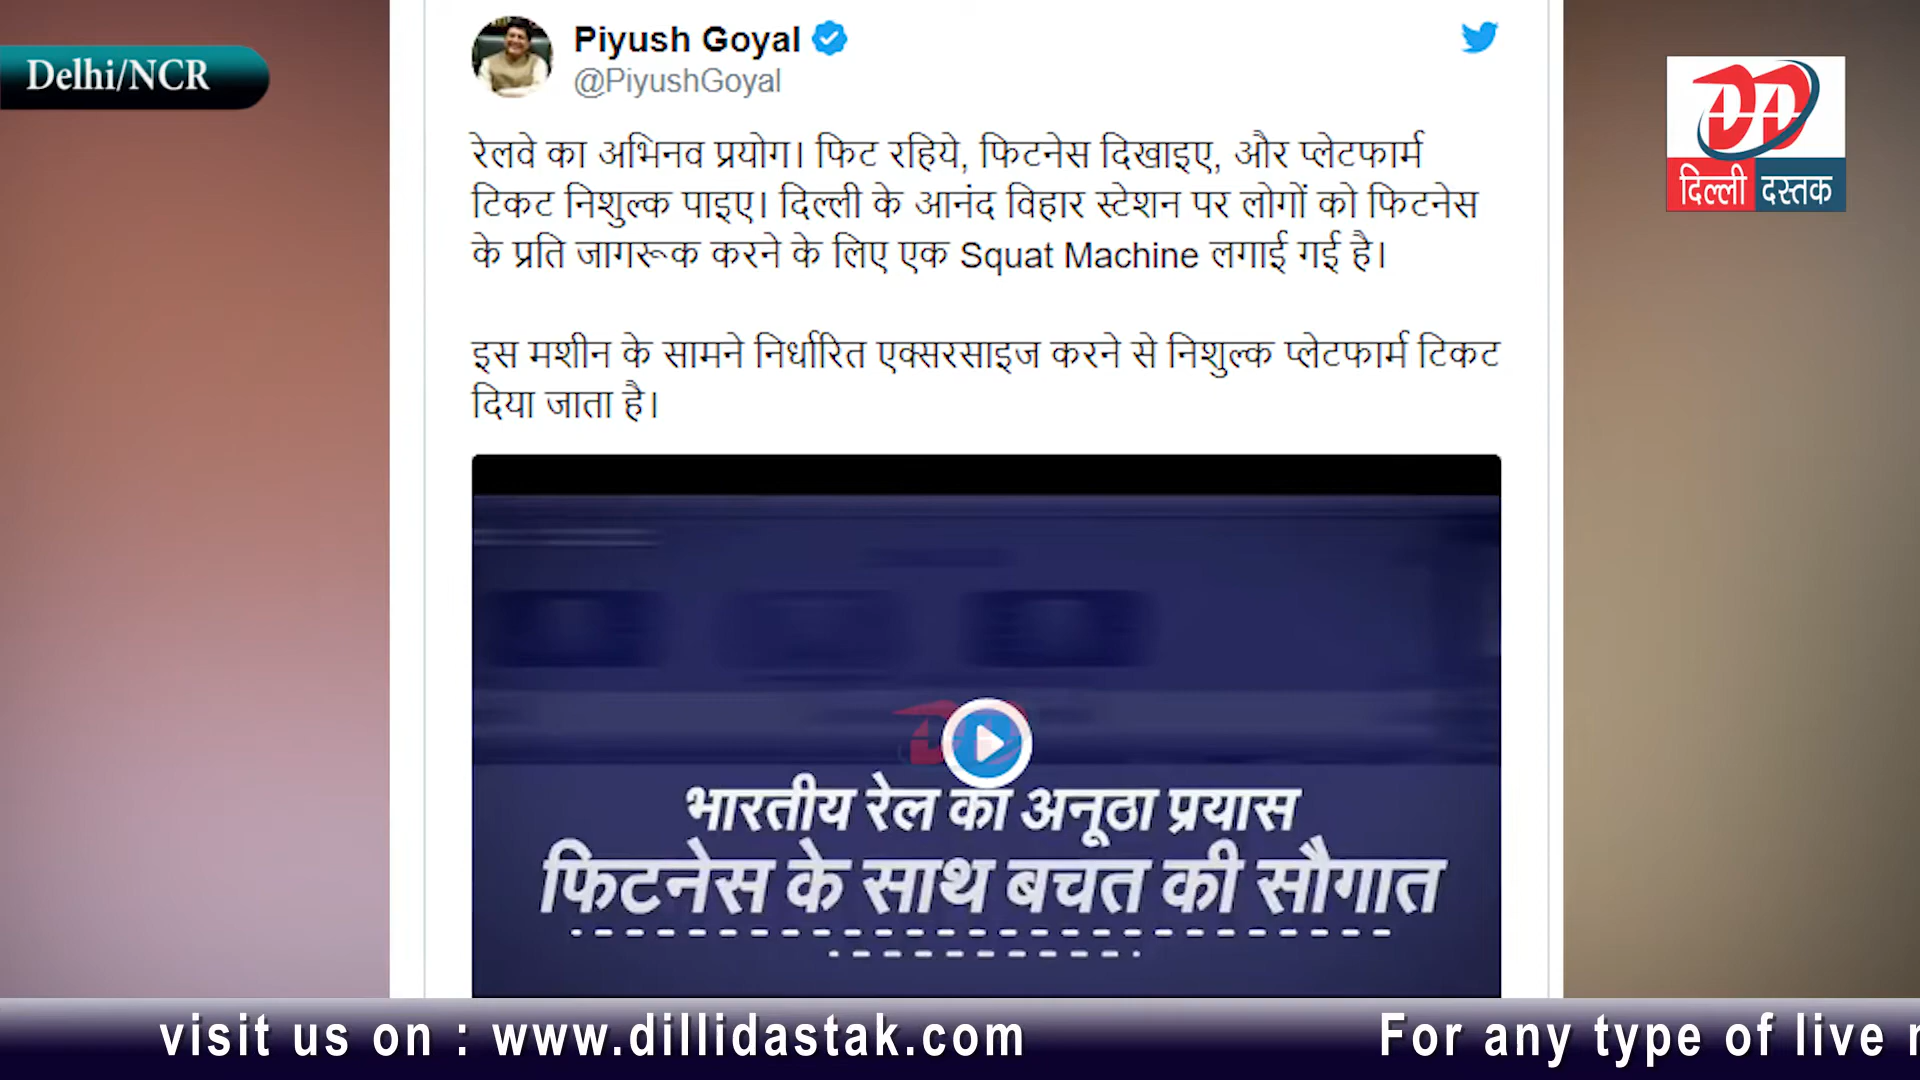 Delhi/NCR
Piyush Goyal
@PiyushGoyal
दिल्ली दस्तक
रेलवे का अभिनव प्रयोग। फिट रहिये, फिटनेस दिखाइए, और प्लेटफार्म
टिकट निशुल्क पाइए। दिल्ली के आनंद विहार स्टेशन पर लोगों को फिटनेस
के प्रति जागरूक करने के लिए एक Squat Machine लगाई गई है।
इस मशीन के सामने निर्धारित एक्सरसाइज करने से निशुल्क प्लेटफार्म टिकट
दिया जाता है।
भारतीय रेल का अनूठा प्रयास
फिटनेस के साथ बचत की सौगात
visit us on : www.dillidastak.com For any type of live